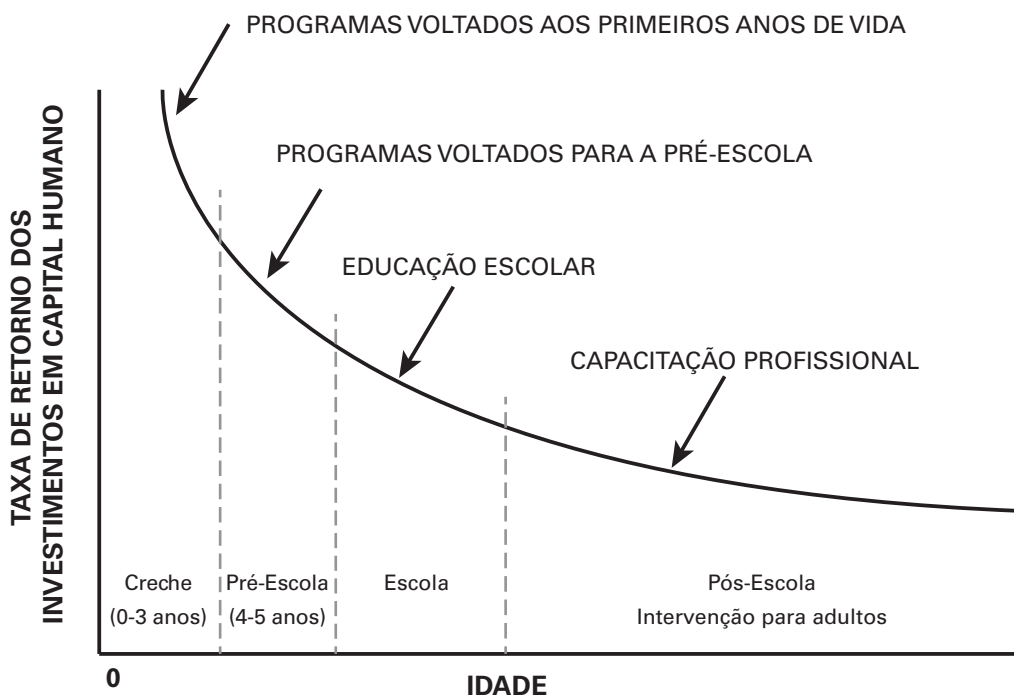 PROGRAMAS VOLTADOS AOS PRIMEIROS ANOS DE VIDA
PROGRAMAS VOLTADOS PARA A PRÉ-ESCOLA
EDUCAÇÃO ESCOLAR
CAPACITAÇÃO PROFISSIONAL
TAXA DE RETORNO DOS
INVESTIMENTOS EM CAPITAL HUMANO
Creche
(0-3 anos)
Pré-Escola
(4-5 anos)
Escola
Pós-Escola
Intervenção para adultos
0
IDADE